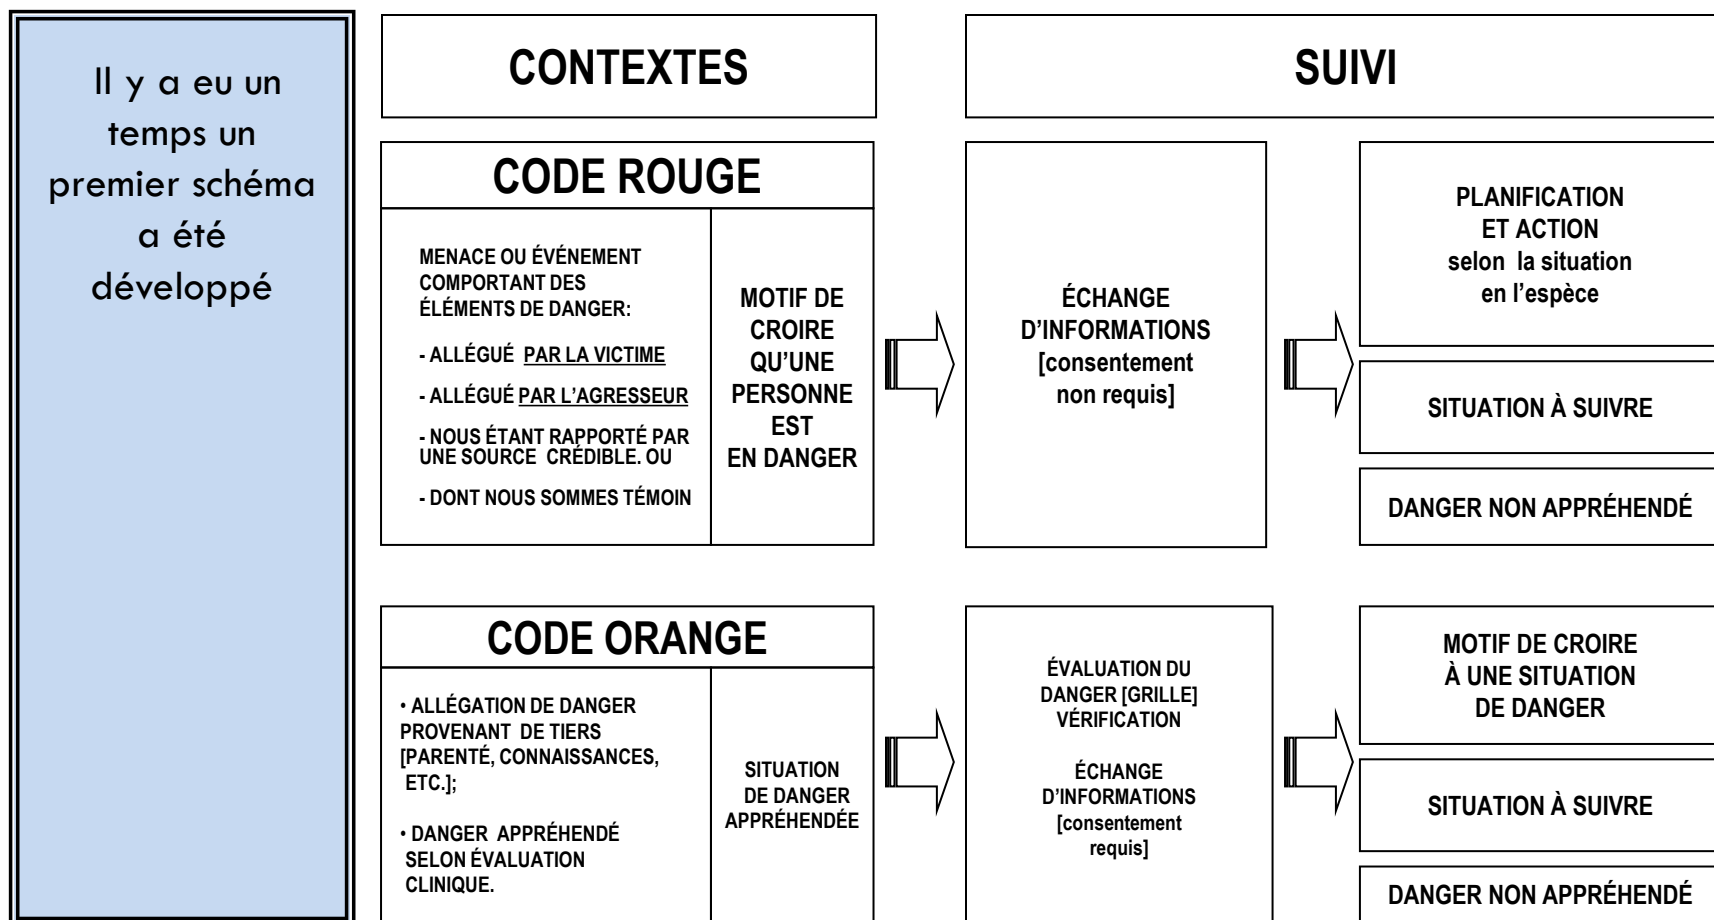 Il y a eu un
temps un
premier schéma
a été
développé
CONTEXTES
SUIVI
CODE ROUGE
MENACE OU ÉVÉNEMENT
COMPORTANT DES
ÉLÉMENTS DE DANGER:
- ALLÉGUÉ PAR LA VICTIME
- ALLÉGUÉ PAR L'AGRESSEUR
- NOUS ÉTANT RAPPORTÉ PAR
UNE SOURCE CRÉDIBLE. OU
- DONT NOUS SOMMES TÉMOIN
MOTIF DE
CROIRE
QU'UNE
PERSONNE
EST
EN DANGER
ÉCHANGE
D'INFORMATIONS
[consentement
non requis]
PLANIFICATION
ET ACTION
selon la situation
en l'espèce
SITUATION À SUIVRE
DANGER NON APPRÉHENDÉ
CODE ORANGE
• ALLÉGATION DE DANGER
PROVENANT DE TIERS
[PARENTÉ, CONNAISSANCES,
ETC.];
• DANGER APPRÉHENDÉ
SELON ÉVALUATION
CLINIQUE.
SITUATION
DE DANGER
APPRÉHENDÉE
ÉVALUATION DU
DANGER [GRILLE]
VÉRIFICATION
ÉCHANGE
D'INFORMATIONS
[consentement
requis]
MOTIF DE CROIRE
À UNE SITUATION
DE DANGER
SITUATION À SUIVRE
DANGER NON APPRÉHENDÉ